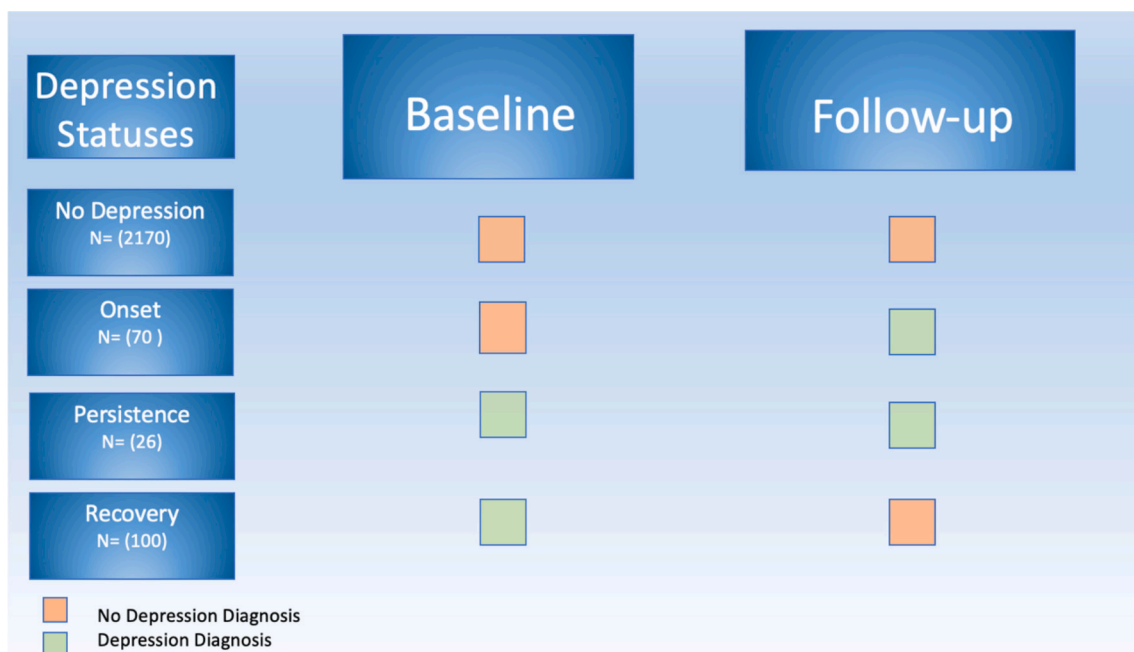 Depression
Statuses
Baseline
Follow-up
No Depression
N= (2170)
Onset
N= (70 )
Persistence
N= (26)
Recovery
N= (100)
No Depression Diagnosis
Depression Diagnosis